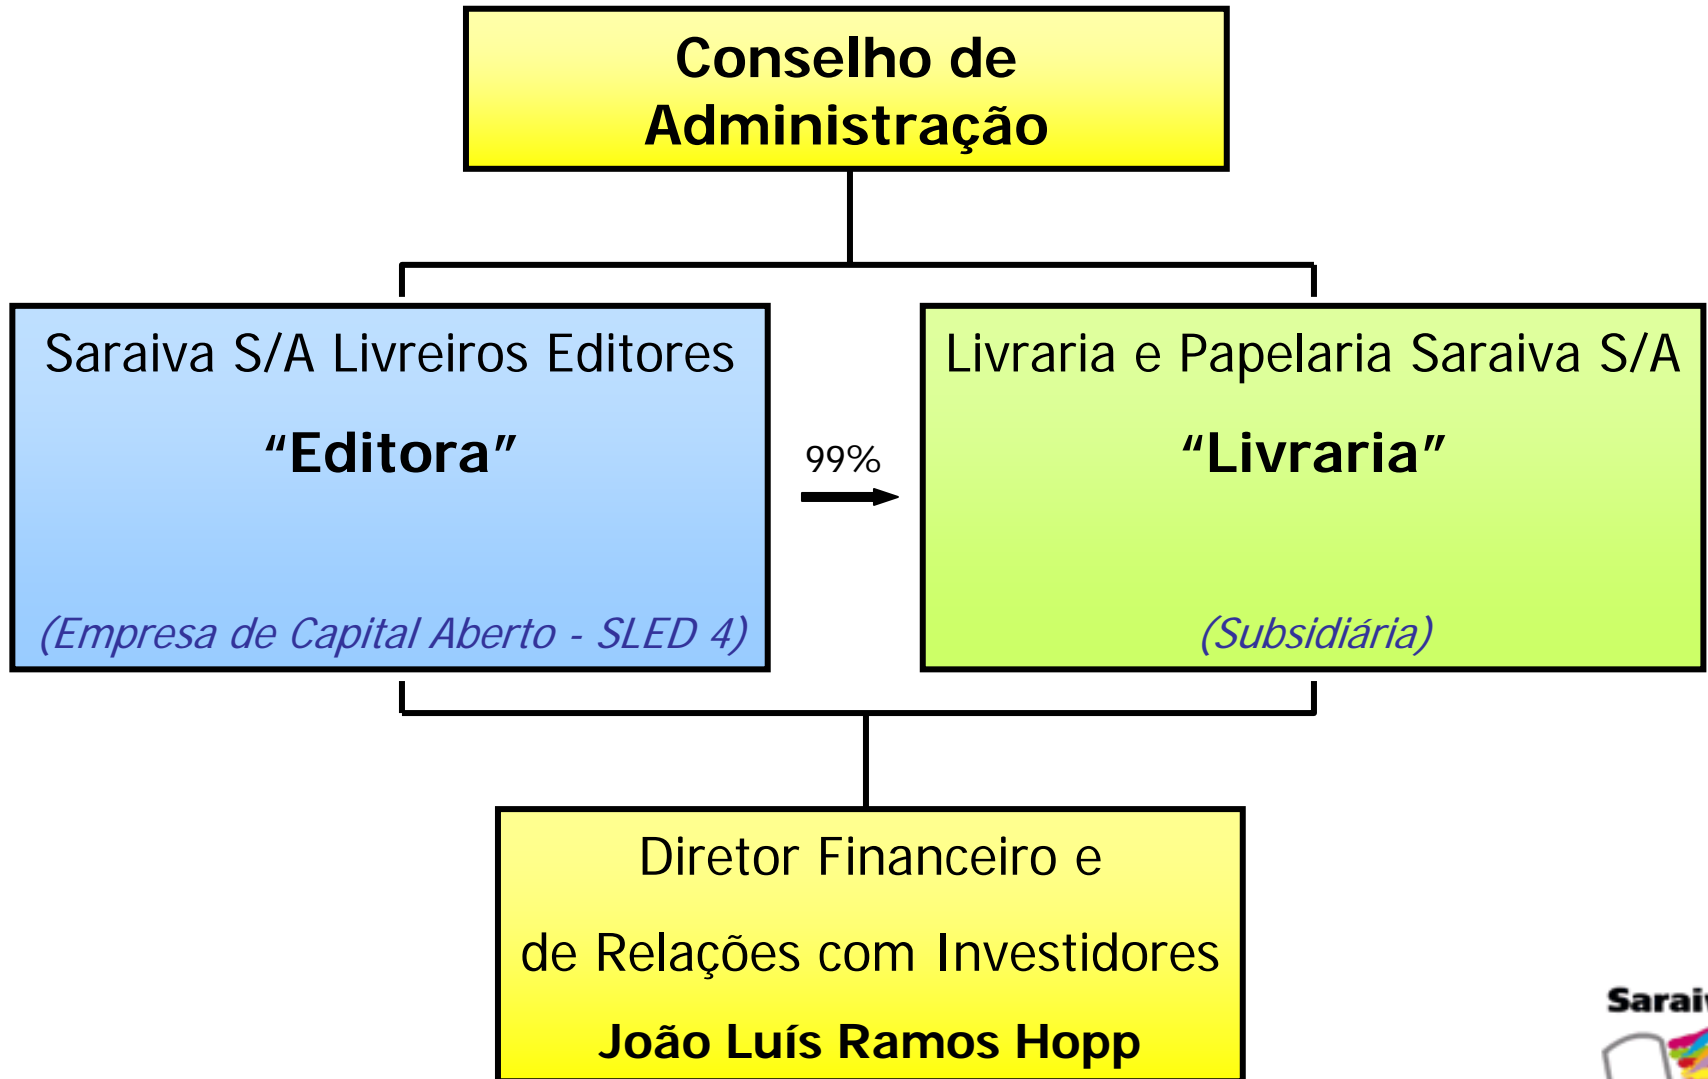 Conselho de
Administração
Saraiva S/A Livreiros Editores
“Editora”
(Empresa de Capital Aberto - SLED 4)
99%
Livraria e Papelaria Saraiva S/A
“Livraria”
(Subsidiária)
Diretor Financeiro e
de Relações com Investidores
João Luís Ramos Hopp